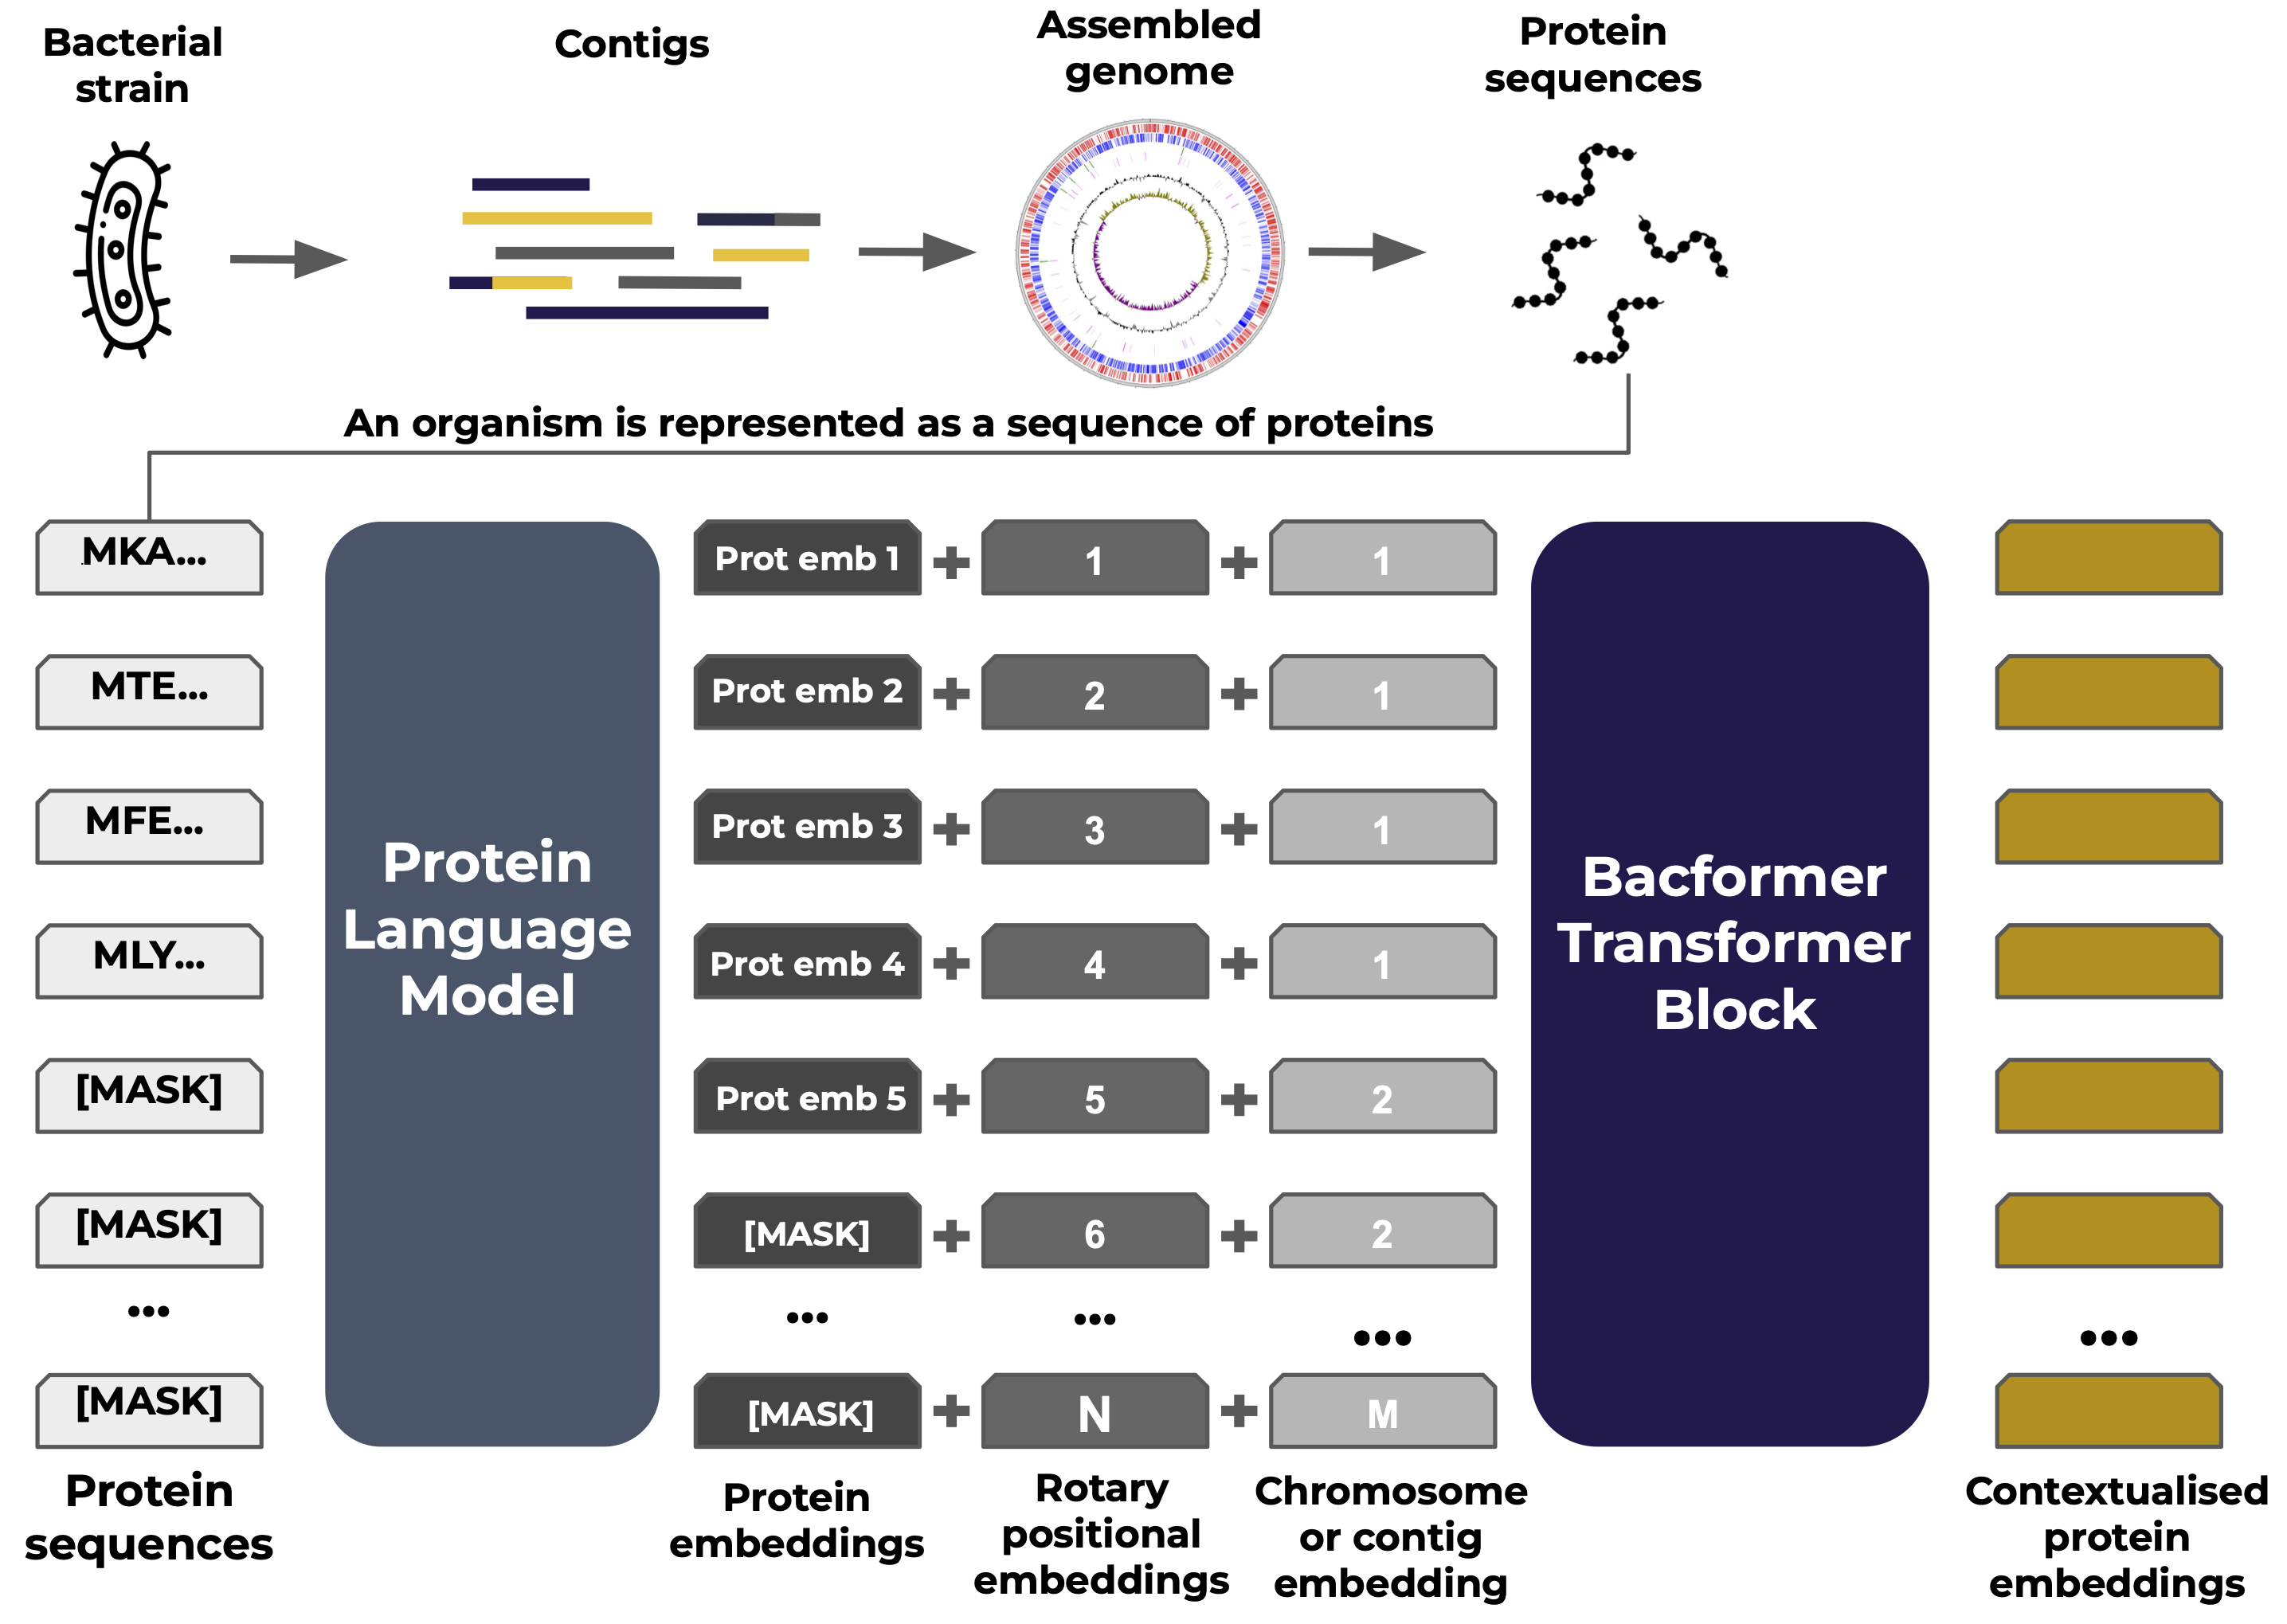 Bacterial
strain
Contigs
Assembled
genome
Protein
sequences
An organism is represented as a sequence of proteins
MKA...
Prot emb 1 + 1 + 1
MTE...
Prot emb 2 + 2 + 1
MFE...
Prot emb 3 + 3 + 1
MLY...
Prot emb 4 + 4 + 1
[MASK]
Prot emb 5 + 5 + 2
[MASK]
[MASK] + 6 + 2
... ... ... ... ...
[MASK]
[MASK] + N + M
Protein
Language
Model
Bacformer
Transformer
Block
Protein
sequences
Protein
embeddings
Rotary
positional
embeddings
Chromosome
or contig
embedding
Contextualised
protein
embeddings